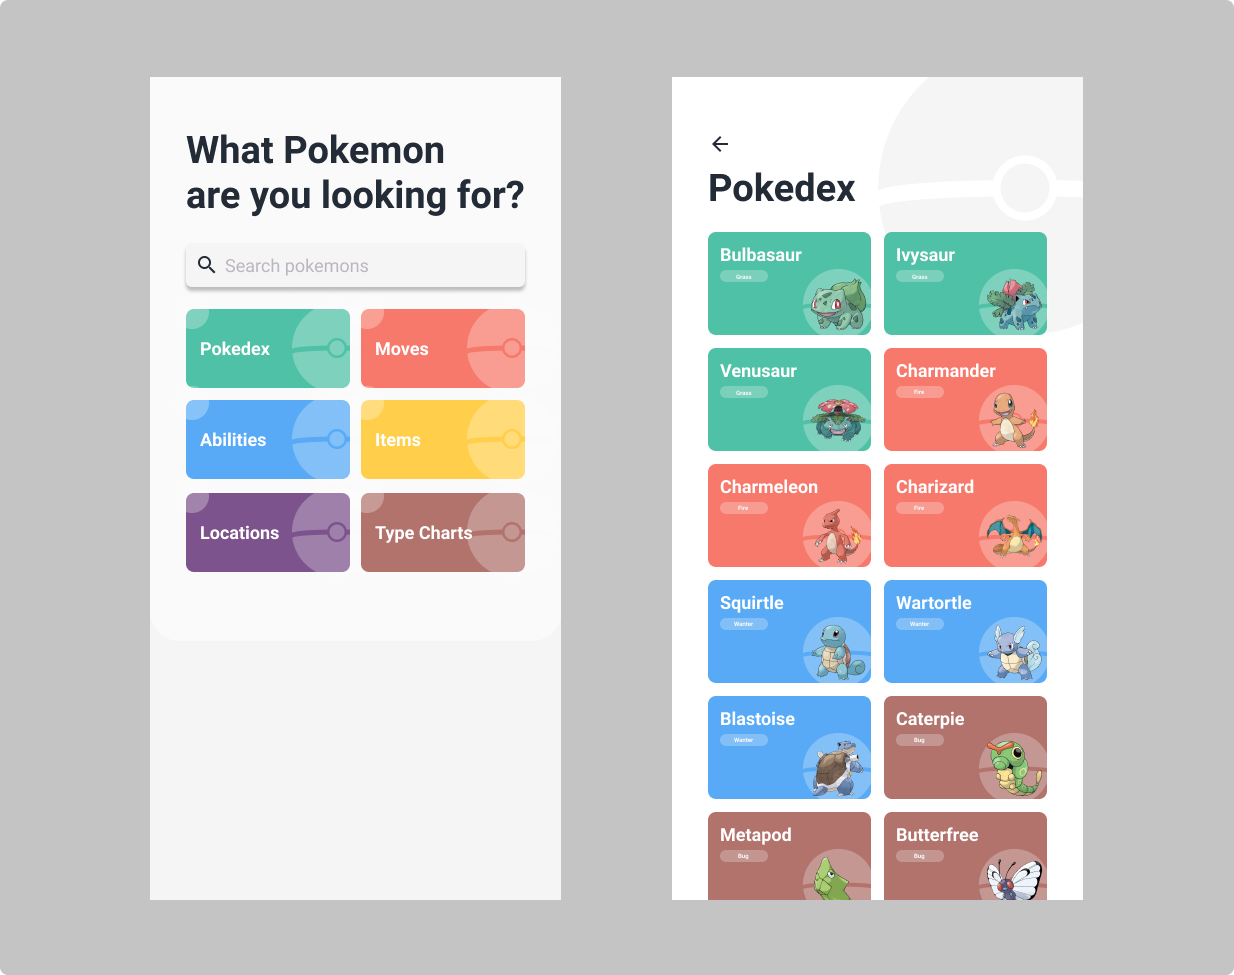 What Pokemon
are you looking for?
Search pokemons
Pokedex
Moves
Abilities
Items
Locations
Type Charts
Pokedex
Bulbasaur
Grass
Ivysaur
Grass
Venusaur
Grass
Charmander
Fire
Charmeleon
Fire
Charizard
Fire
Squirtle
Wanter
Wartortle
Wanter
Blastoise
Wanter
Caterpie
Bug
Metapod
Bug
Butterfree
Bug